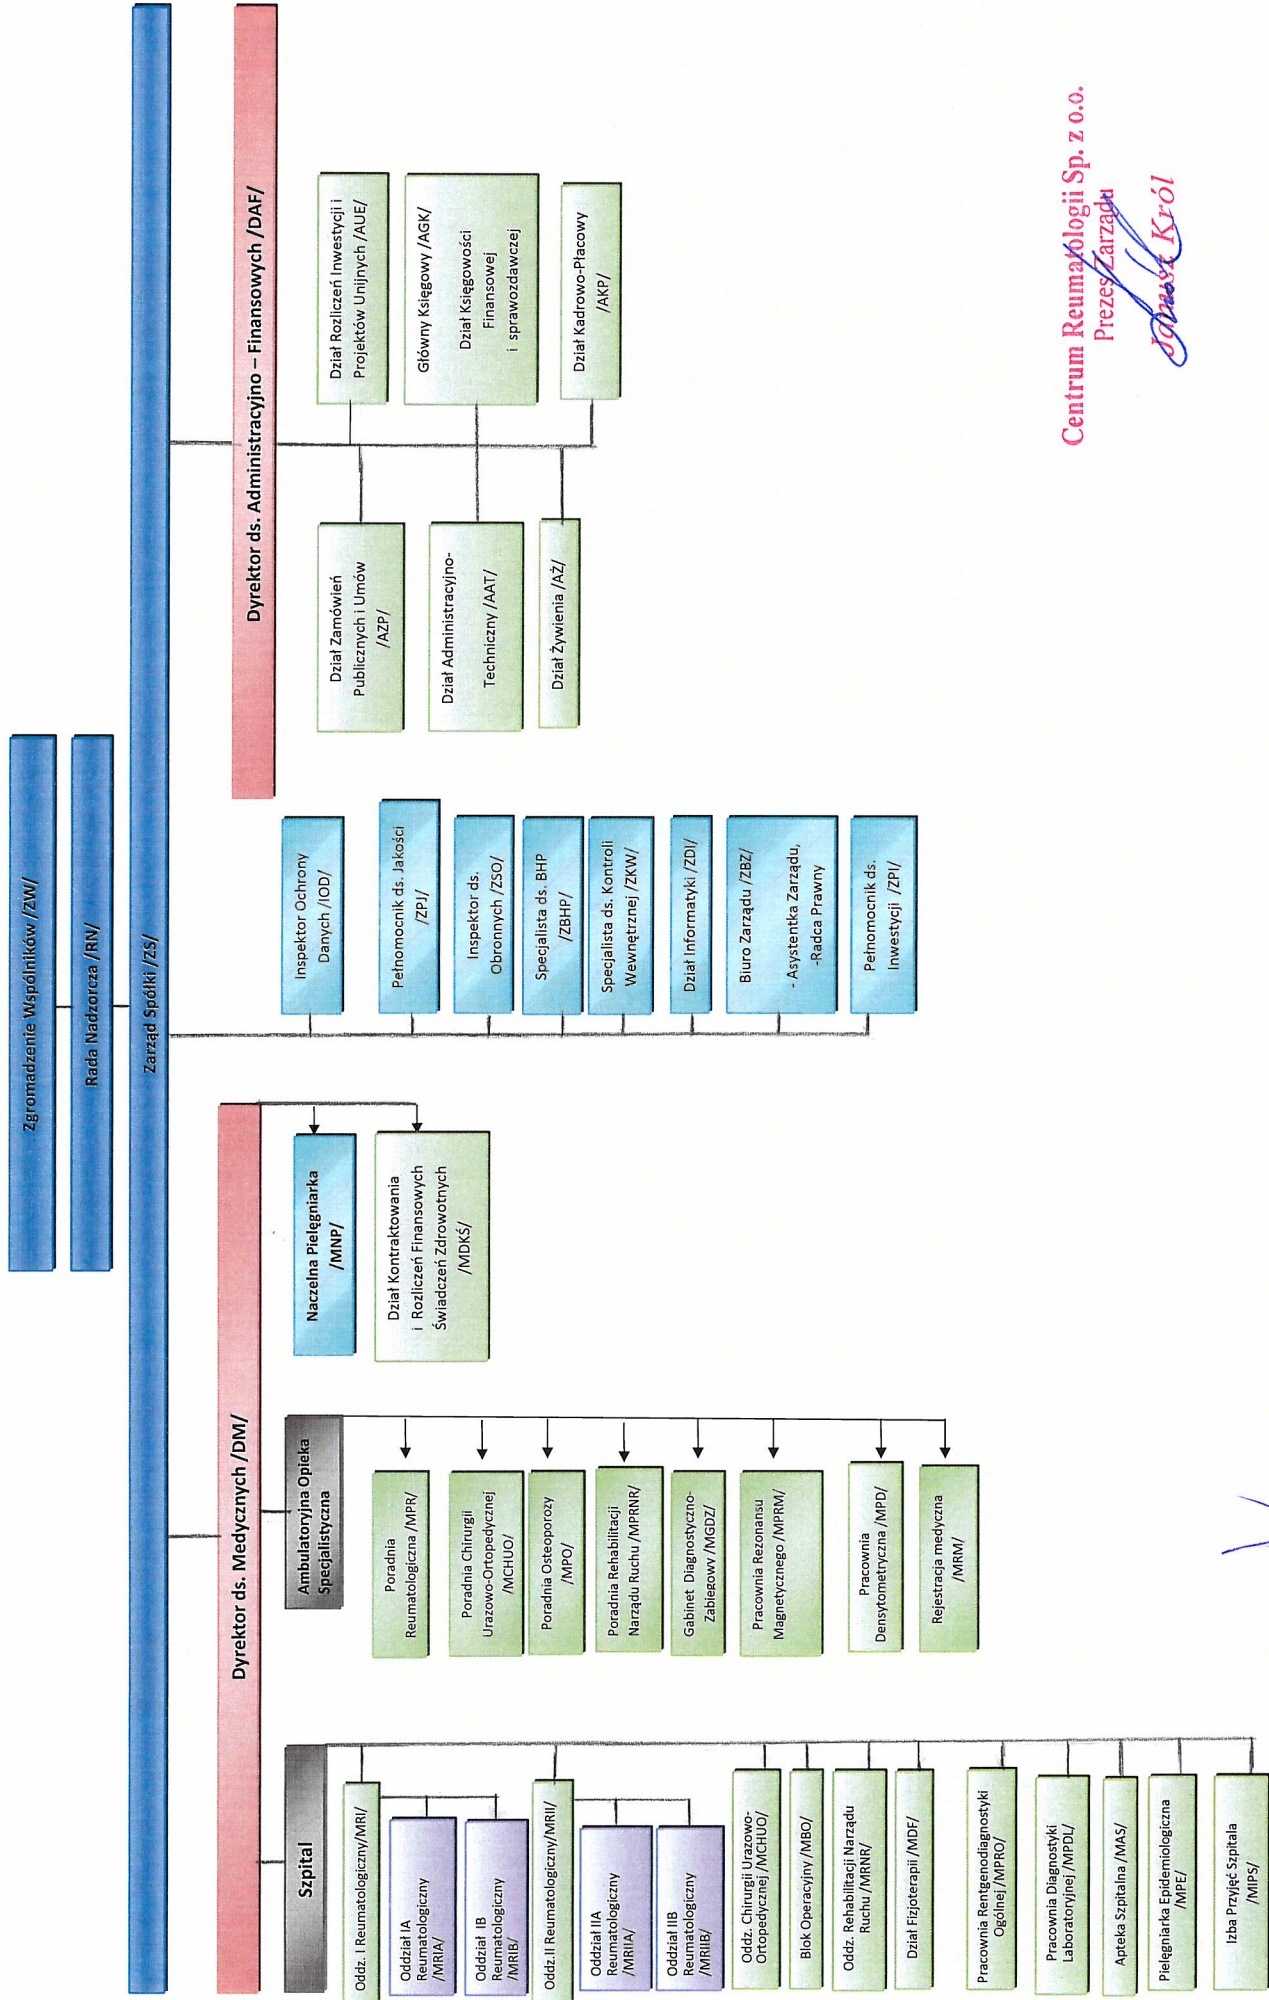 Zgromadzenie Wspólników /ZW/
Rada Nadzorcza /RN/
Zarząd Spółki /ZS/
Dyrektor ds. Medycznych /DM/
Szpital
Oddz. I Reumatologiczny/MRI/
Oddział IA
Reumatologiczny
/MRIA/
Oddział IB
Reumatologiczny
/MRIB/
Oddz.II Reumatologiczny/MRII/
Oddział IIA
Reumatologiczny
/MRIIA/
Oddział IIB
Reumatologiczny
/MRIIB/
Oddz. Chirurgii Urazowo-
Ortopedycznej /MCHUO/
Blok Operacyjny /MBO/
Oddz. Rehabilitacji Narządu
Ruchu /MRNR/
Dział Fizjoterapii /MDF/
Pracownia Rentgenodiagnostyki
Ogólnej /MPRO/
Pracownia Diagnostyki
Laboratoryjnej /MPDL/
Apteka Szpitalna /MAS/
Pielęgniarka Epidemiologiczna
/MPE/
Izba Przyjęć Szpitala
/MIPS/
Ambulatoryjna Opieka
Specjalistyczna
Poradnia
Reumatologiczna /MPR/
Poradnia Chirurgii
Urazowo-Ortopedycznej
/MCHUO/
Poradnia Osteoporozy
/MPO/
Poradnia Rehabilitacji
Narządu Ruchu /MPRNR/
Gabinet Diagnostyczno-
Zabiegowy /MGDZ/
Pracownia Rezonansu
Magnetycznego /MPRM/
Pracownia
Densytometryczna /MPD/
Rejestracja medyczna
/MRM/
Naczelna Pielęgniarka
/MNP/
Dział Kontraktowania
i Rozliczeń Finansowych
Świadczeń Zdrowotnych
/MDKŚ/
Inspektor Ochrony
Danych /IOD/
Pełnomocnik ds. Jakości
/ZPJ/
Inspektor ds.
Obronnych /ZSO/
Specjalista ds. BHP
/ZBHP/
Specjalista ds. Kontroli
Wewnętrznej /ZKW/
Dział Informatyki /ZDI/
Biuro Zarządu /ZBZ/
- Asystentka Zarządu,
-Radca Prawny
Pełnomocnik ds.
Inwestycji /ZPI/
Dyrektor ds. Administracyjno – Finansowych /DAF/
Dział Zamówień
Publicznych i Umów
/AZP/
Dział Administracyjno-
Techniczny /AAT/
Dział Żywienia /AŻ/
Dział Rozliczeń Inwestycji i
Projektów Unijnych /AUE/
Główny Księgowy /AGK/
Dział Księgowości
Finansowej
i sprawozdawczej
Dział Kadrowo-Płacowy
/AKP/
Centrum Reumatologii Sp. z o.o.
Prezes Zarządu
Janusz Król